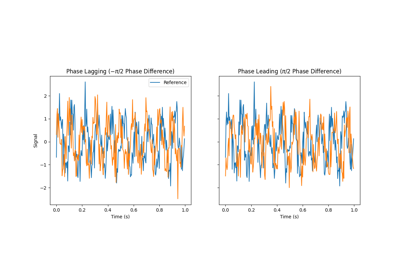 Phase Lagging (−π/2 Phase Difference)
Phase Leading (π/2 Phase Difference)
Reference
Signal
2
1
0
−1
−2
0.0 0.2 0.4 0.6 0.8 1.0
0.0 0.2 0.4 0.6 0.8 1.0
Time (s)
Time (s)